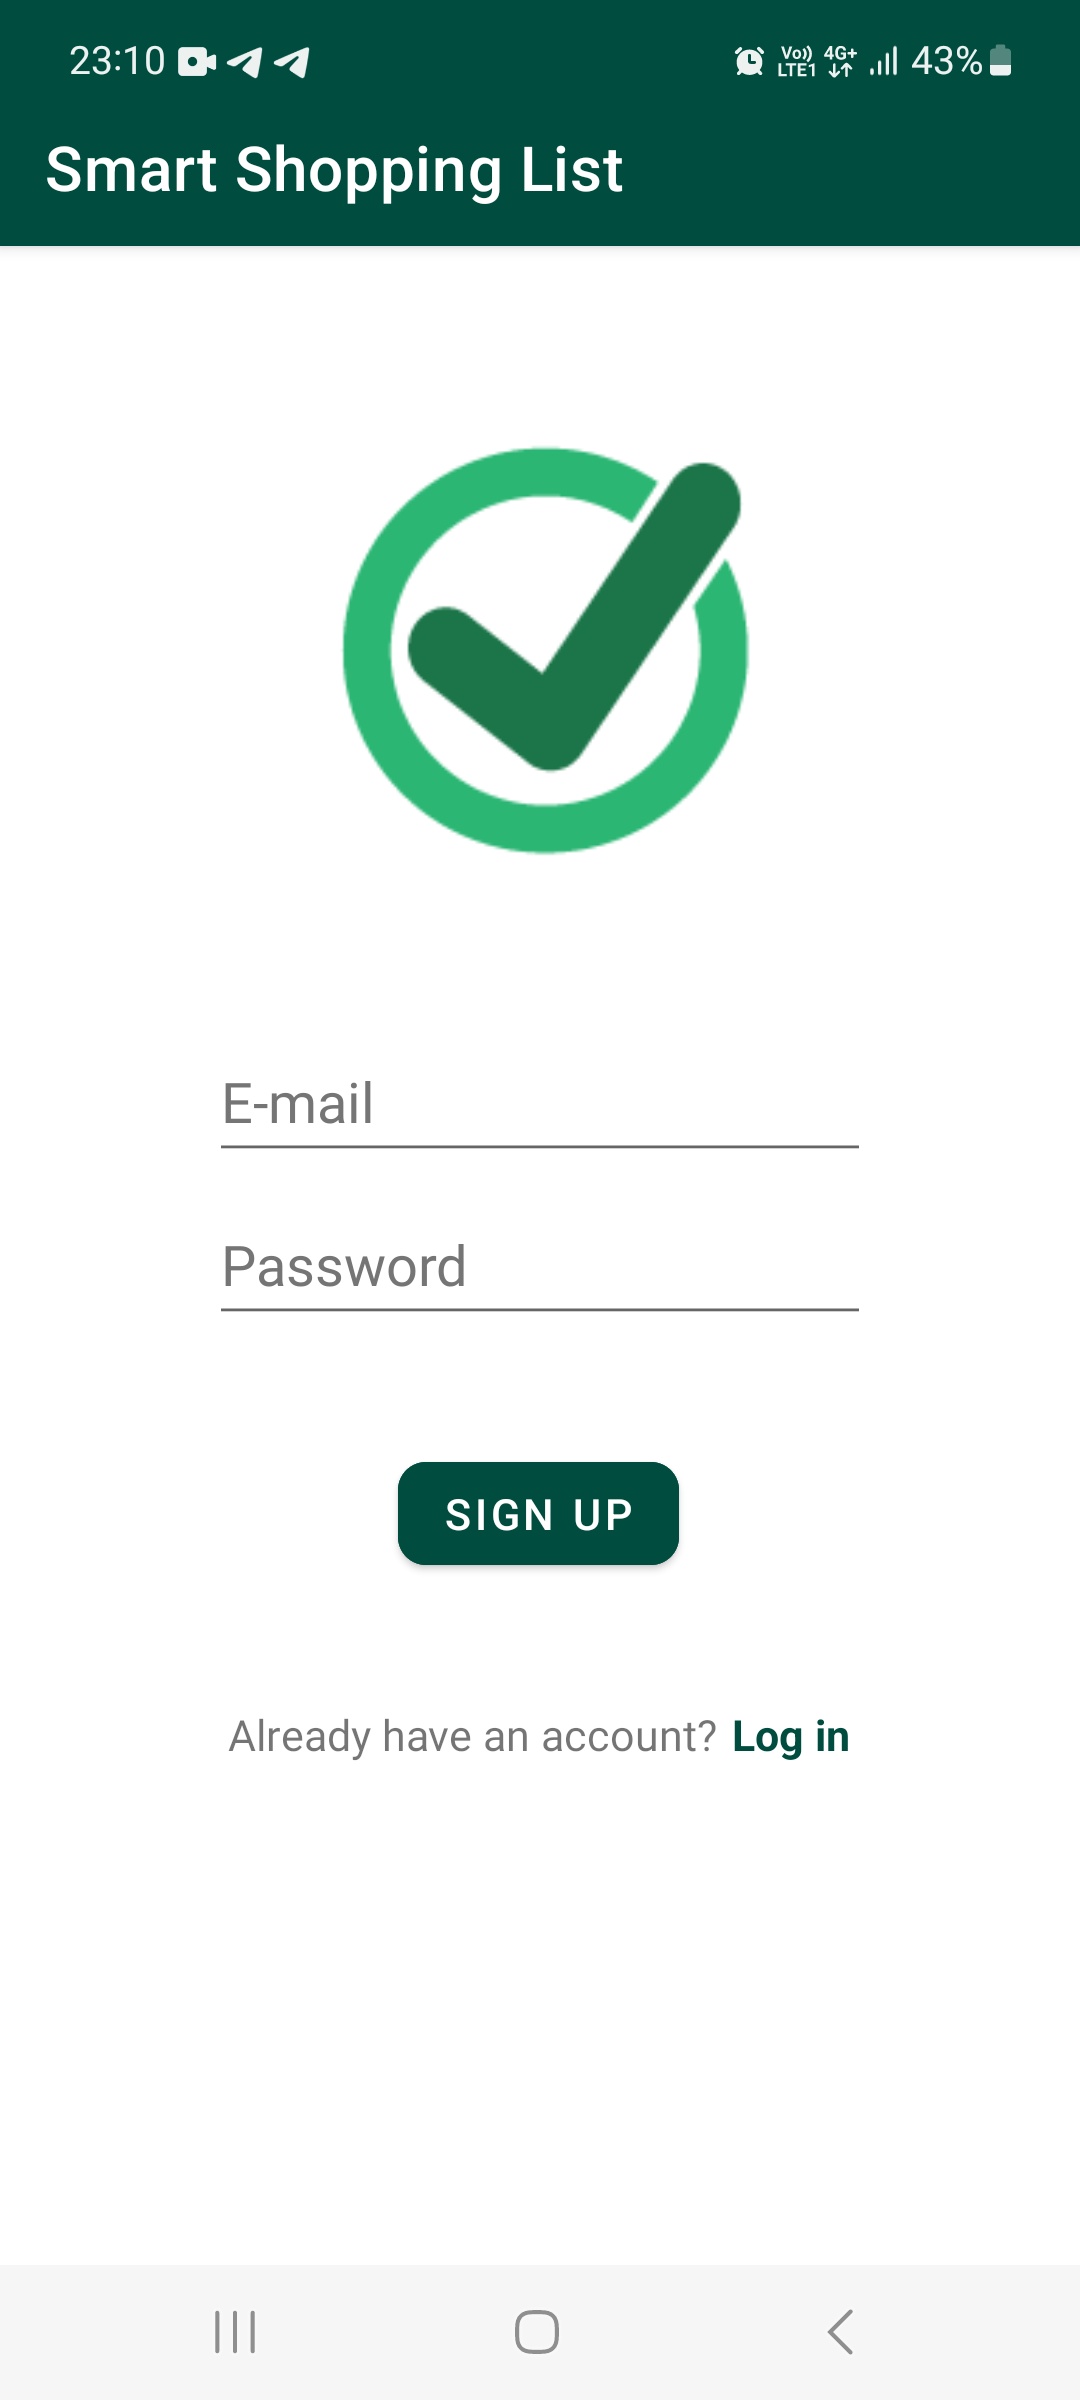 23:10 Vo)) LTE1 4G+ 43%
Smart Shopping List
E-mail
Password
SIGN UP
Already have an account? Log in